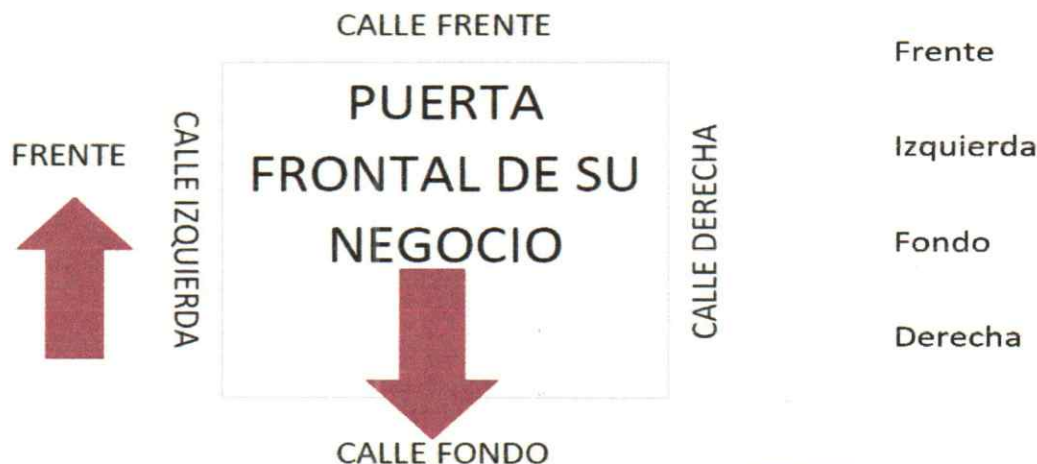 CALLE FRENTE
PUERTA
FRONTAL DE SU
NEGOCIO
FRENTE
CALLE IZQUIERDA
CALLE DERECHA
CALLE FONDO
Frente
Izquierda
Fondo
Derecha